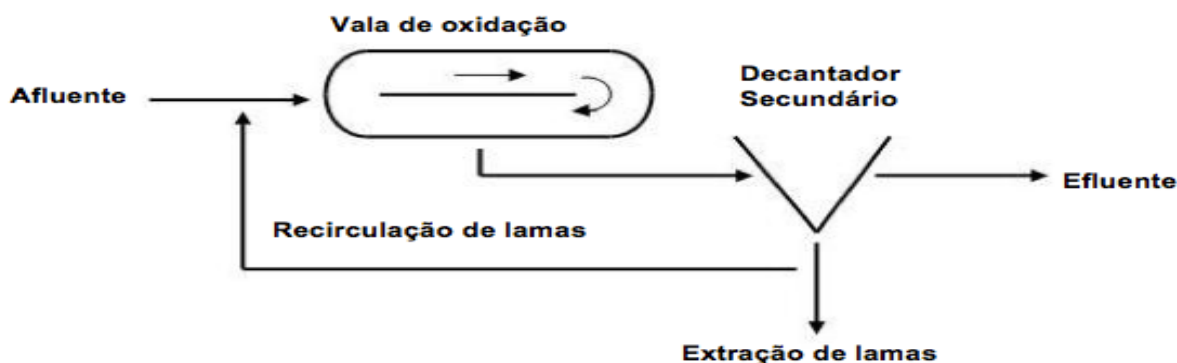 Vala de oxidação
Decantador
Secundário
Afluente
Efluente
Recirculação de lamas
Extração de lamas